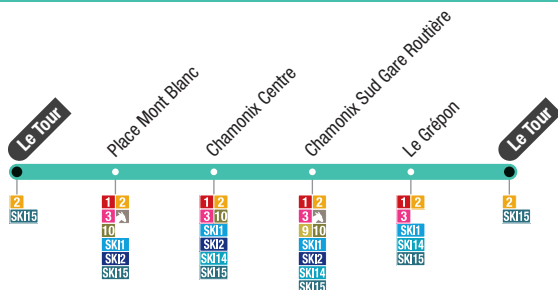 Le Tour
Place Mont Blanc
Chamonix Centre
Chamonix Sud Gare Routière
Le Grépon
Le Tour
2
SKI15
1 2
3
10
SKI1
SKI2
SKI15
1 2
3 10
SKI1
SKI2
SKI14
SKI15
1 2
3
9 10
SKI1
SKI2
SKI14
SKI15
1 2
3
SKI1
SKI14
SKI15
2
SKI15